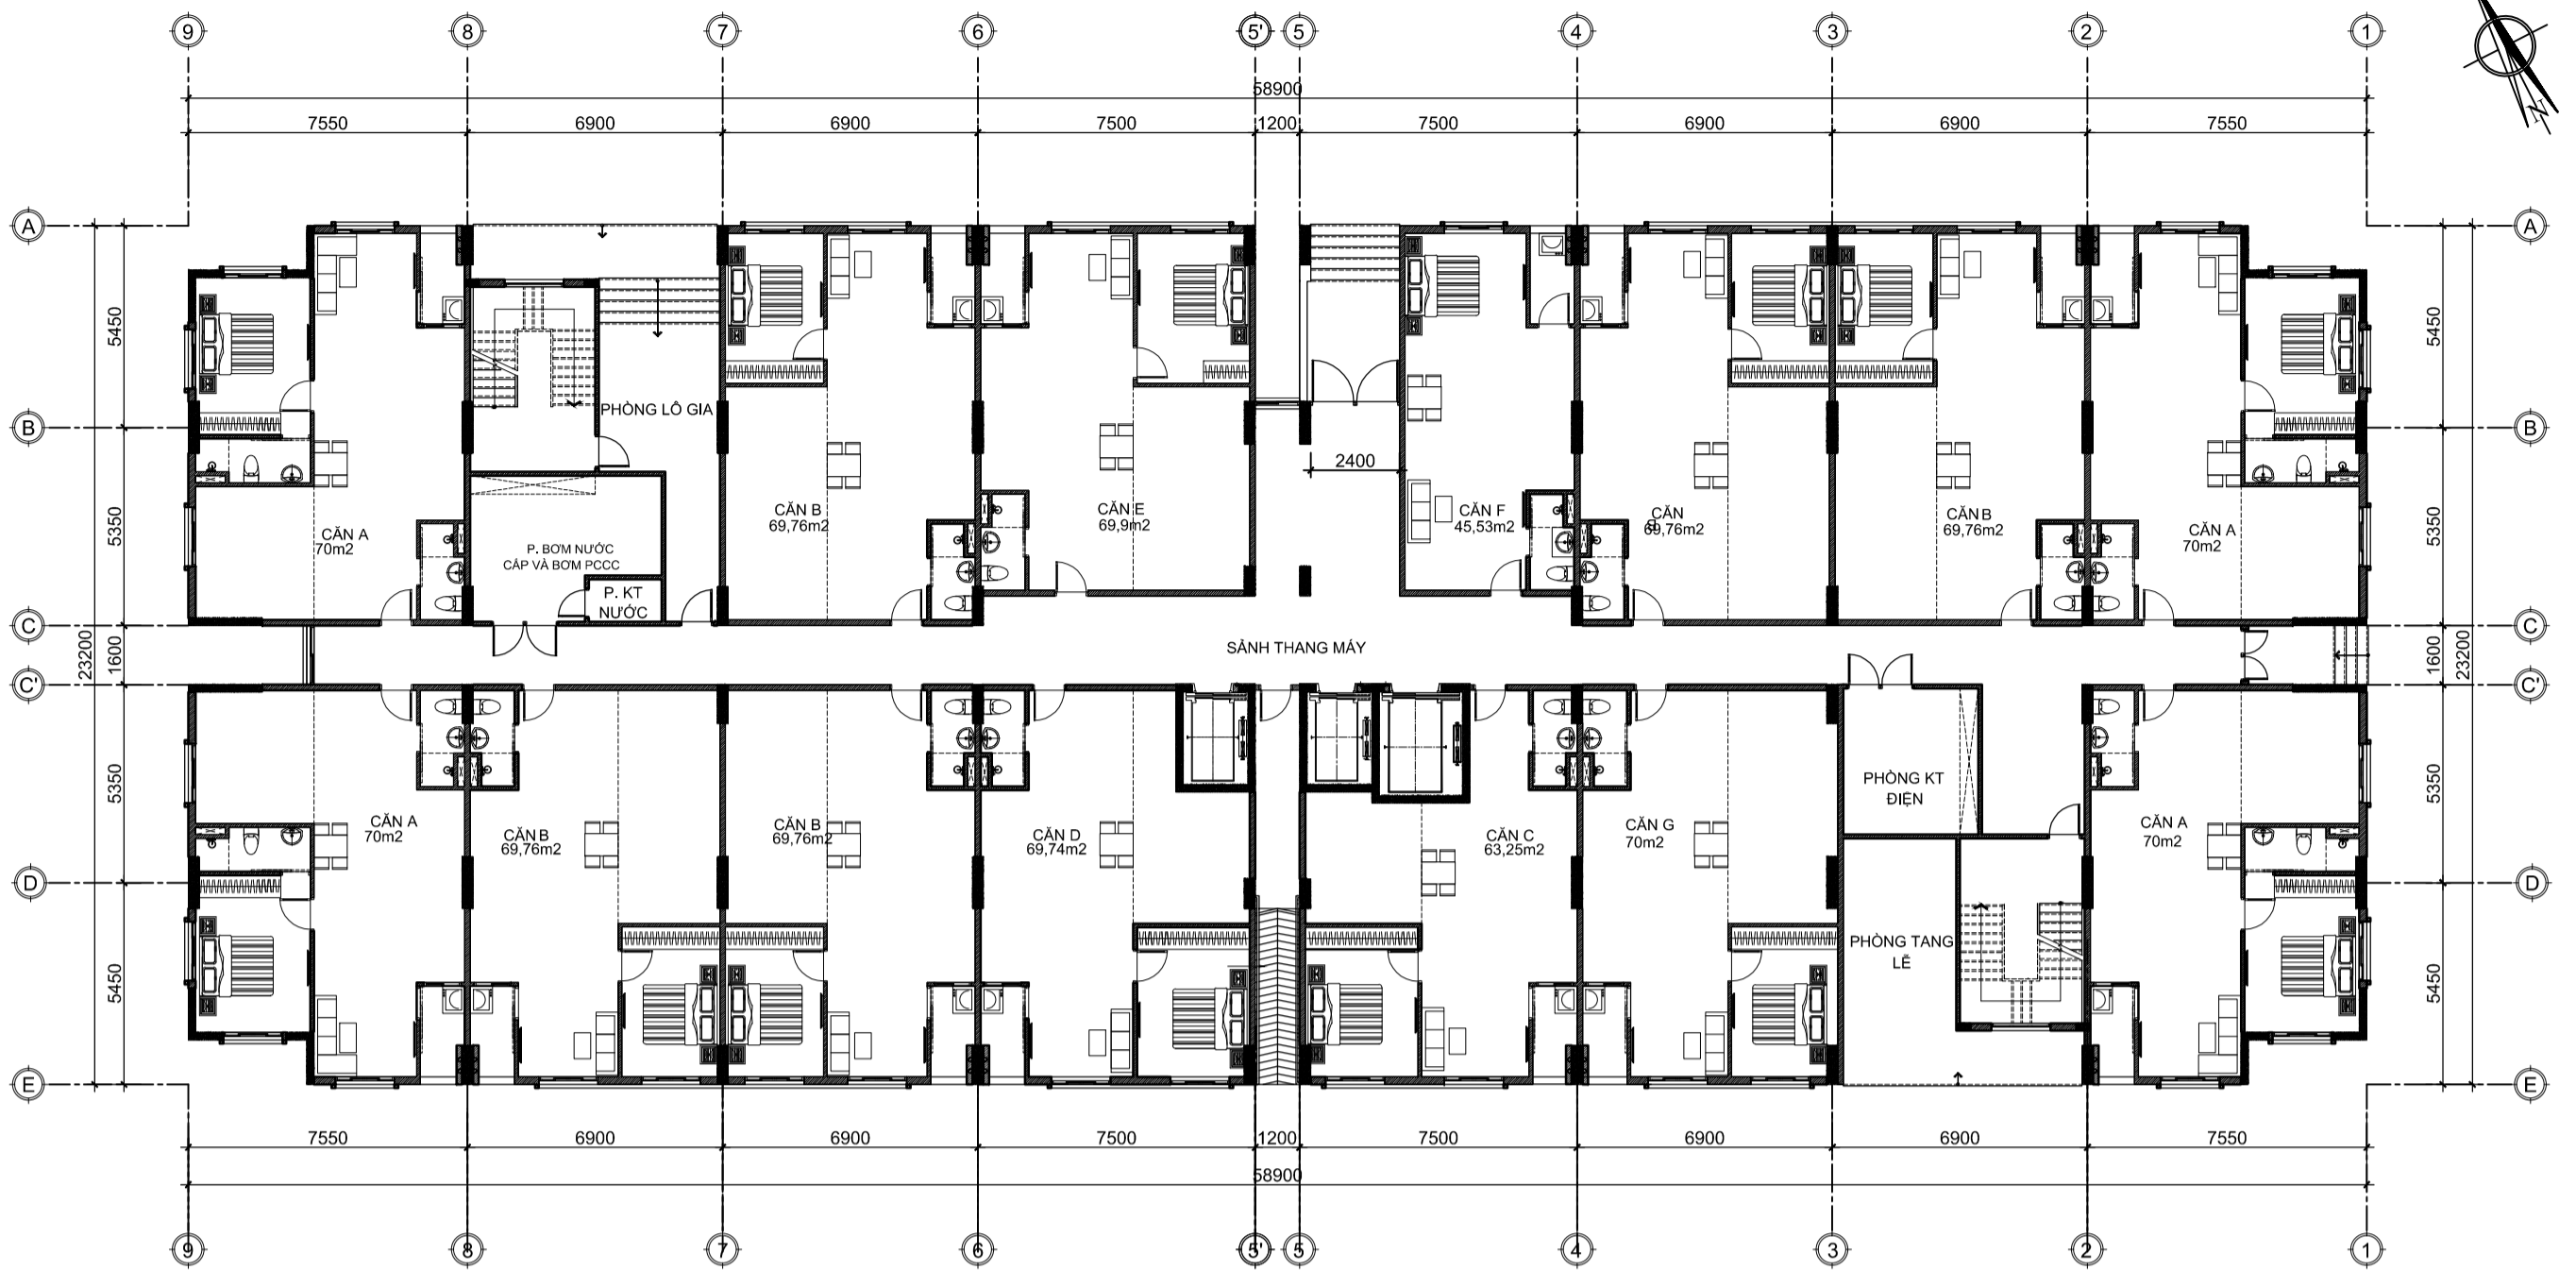 9 8 7 6 5' 5 4 3 2 1
N
58900
7550 6900 6900 7500 1200 7500 6900 6900 7550
A A
5450 5450
PHÒNG LÔ GIA
B B
2400
5350 5350
CĂN A
70m2
P. BƠM NƯỚC
CẤP VÀ BƠM PCCC
P. KT
NƯỚC
CĂN B
69,76m2
CĂN E
69,9m2
CĂN F
45,53m2
CĂN
B
69,76m2
CĂN B
69,76m2
CĂN A
70m2
C C
23200 1600 1600 23200
SẢNH THANG MÁY
C' C'
5350 5350
CĂN A
70m2
CĂN B
69,76m2
CĂN B
69,76m2
CĂN D
69,74m2
CĂN C
63,25m2
CĂN G
70m2
PHÒNG KT
ĐIỆN
CĂN A
70m2
D D
PHÒNG TANG
LỄ
5450 5450
E E
7550 6900 6900 7500 1200 7500 6900 6900 7550
58900
9 8 7 6 5' 5 4 3 2 1